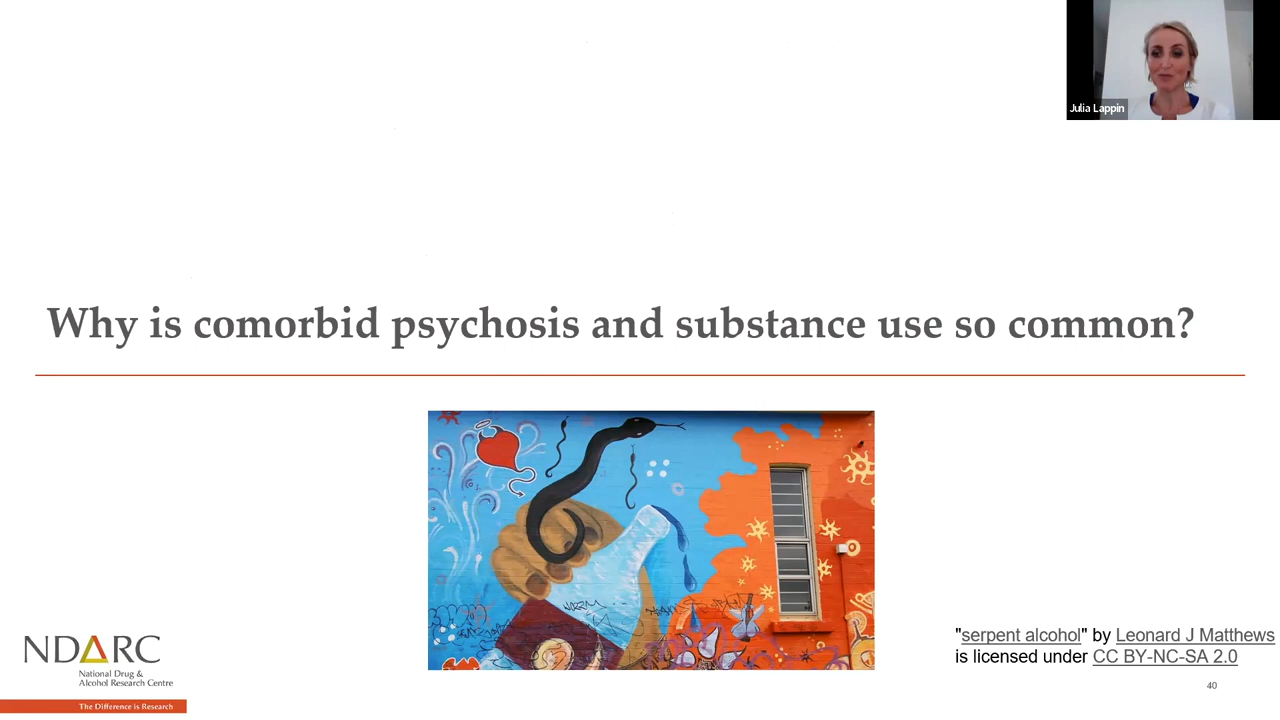 Julia Lappin
Why is comorbid psychosis and substance use so common?
"serpent alcohol" by Leonard J Matthews
is licensed under CC BY-NC-SA 2.0
NDARC
National Drug &
Alcohol Research Centre
The Difference is Research
40